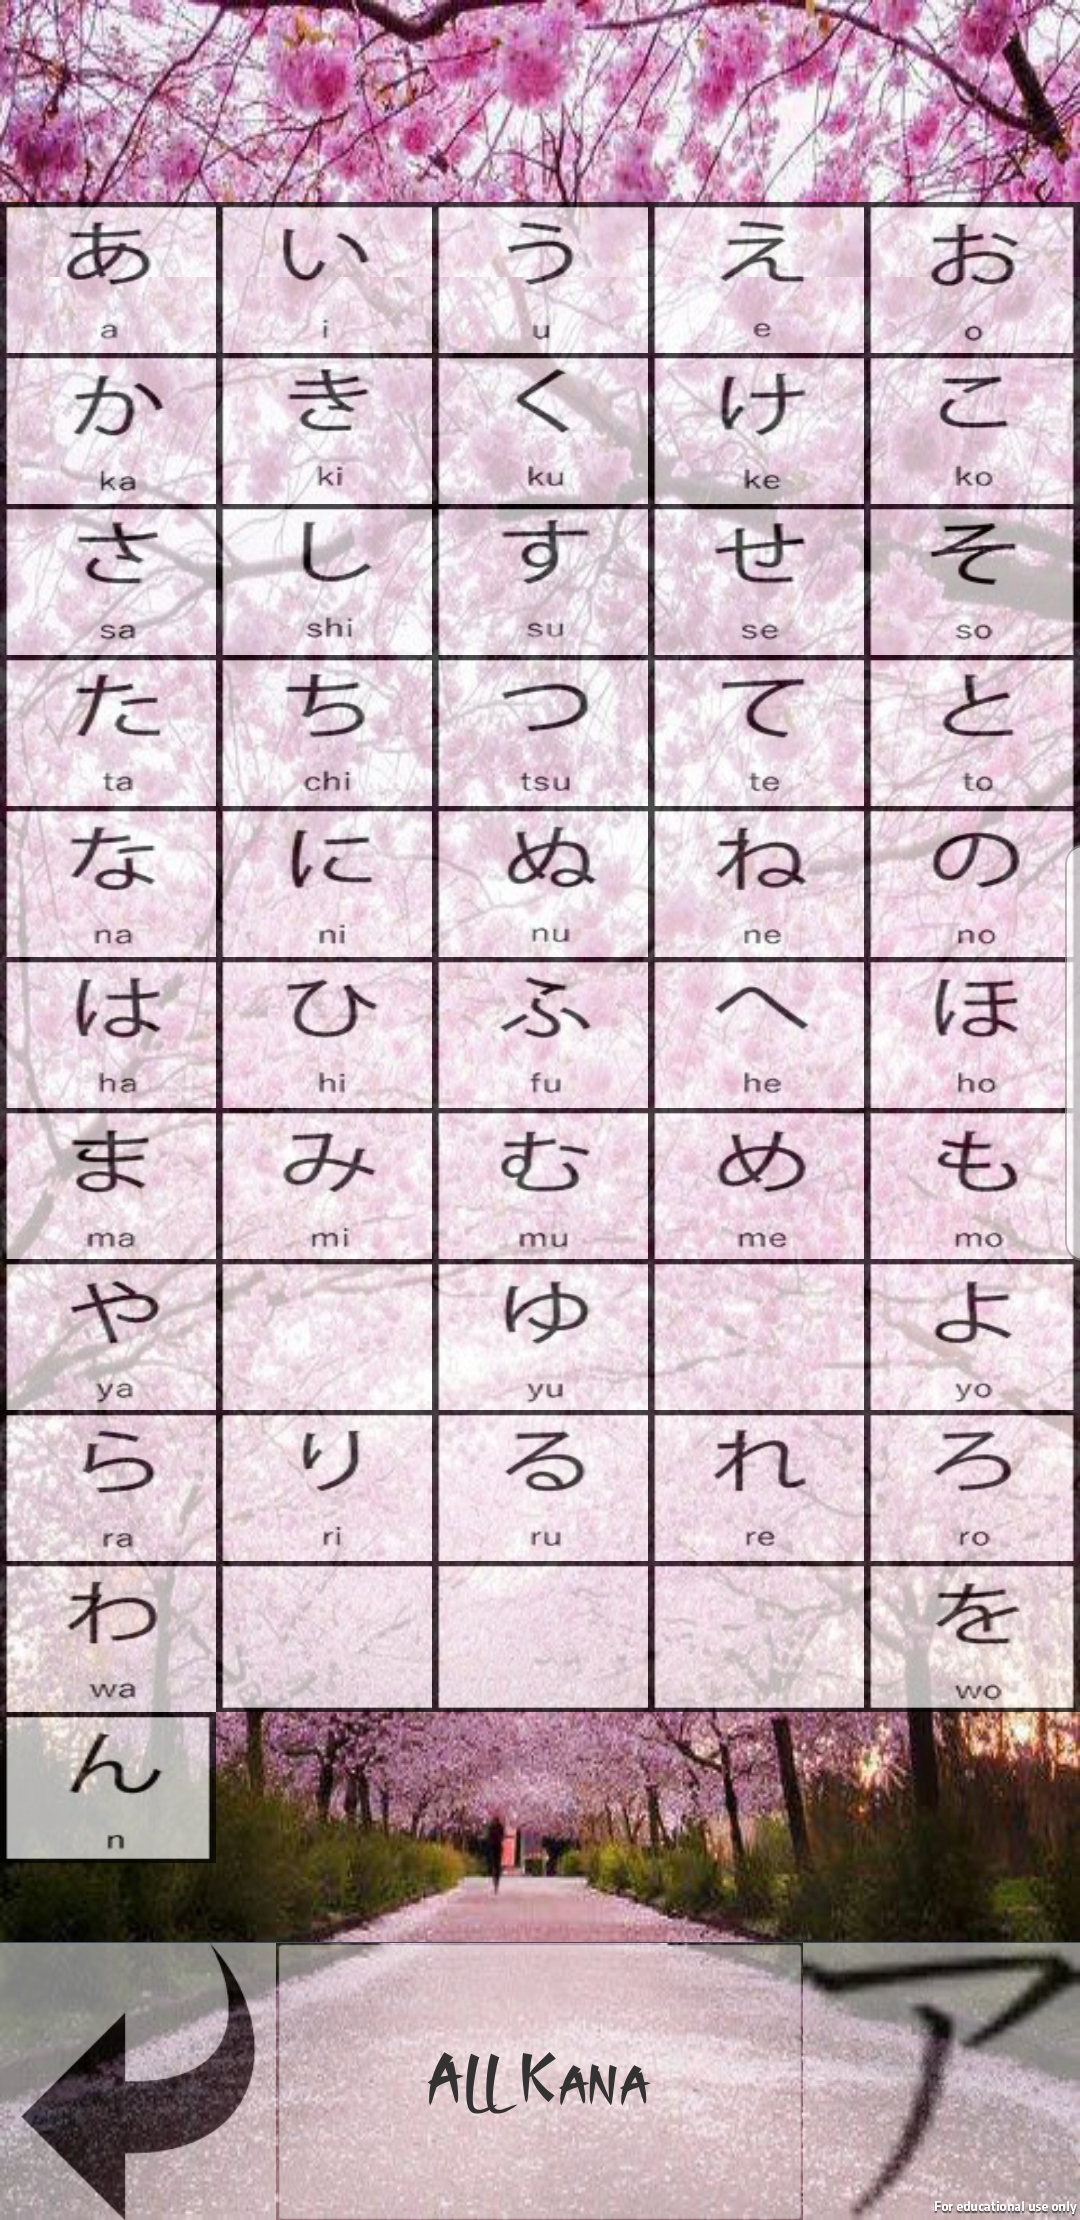 あ い う え お
a i u e o
か き く け こ
ka ki ku ke ko
さ し す せ そ
sa shi su se so
た ち つ て と
ta chi tsu te to
な に ぬ ね の
na ni nu ne no
は ひ ふ へ ほ
ha hi fu he ho
ま み む め も
ma mi mu me mo
や ゆ よ
ya yu yo
ら り る れ ろ
ra ri ru re ro
わ を
wa wo
ん
n
ALL KANA
ア
For educational use only